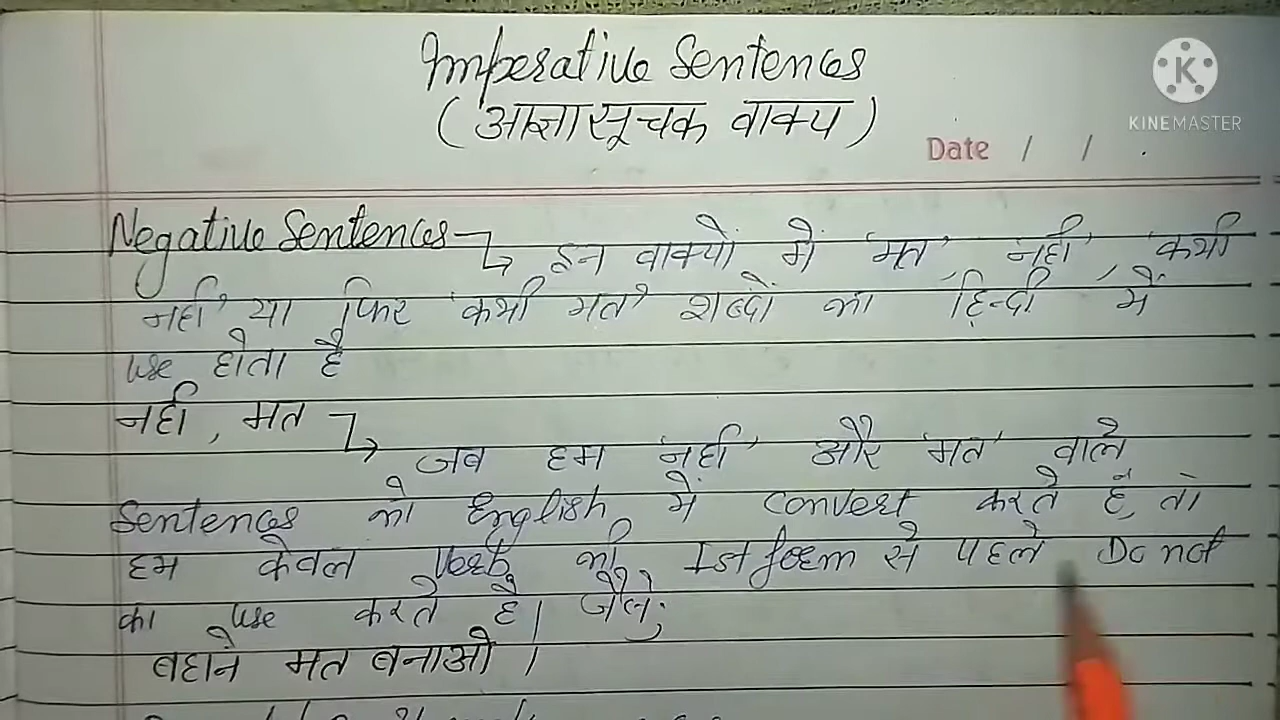 Imperative Sentences
(आज्ञासूचक वाक्य)
KINEMASTER
Date / /
Negative Sentences → इन वाक्यों में 'मत', 'नहीं', 'कभी
नहीं' या फिर 'कभी मत' शब्दों का हिन्दी में
use होता है
नहीं, मत →
जब हम 'नहीं' और 'मत' वाले
Sentences को English में Convert करते हैं, तो
हम केवल Verb की Ist form से पहले Do not
का use करते है। जैसे:
बहाने मत बनाओ।